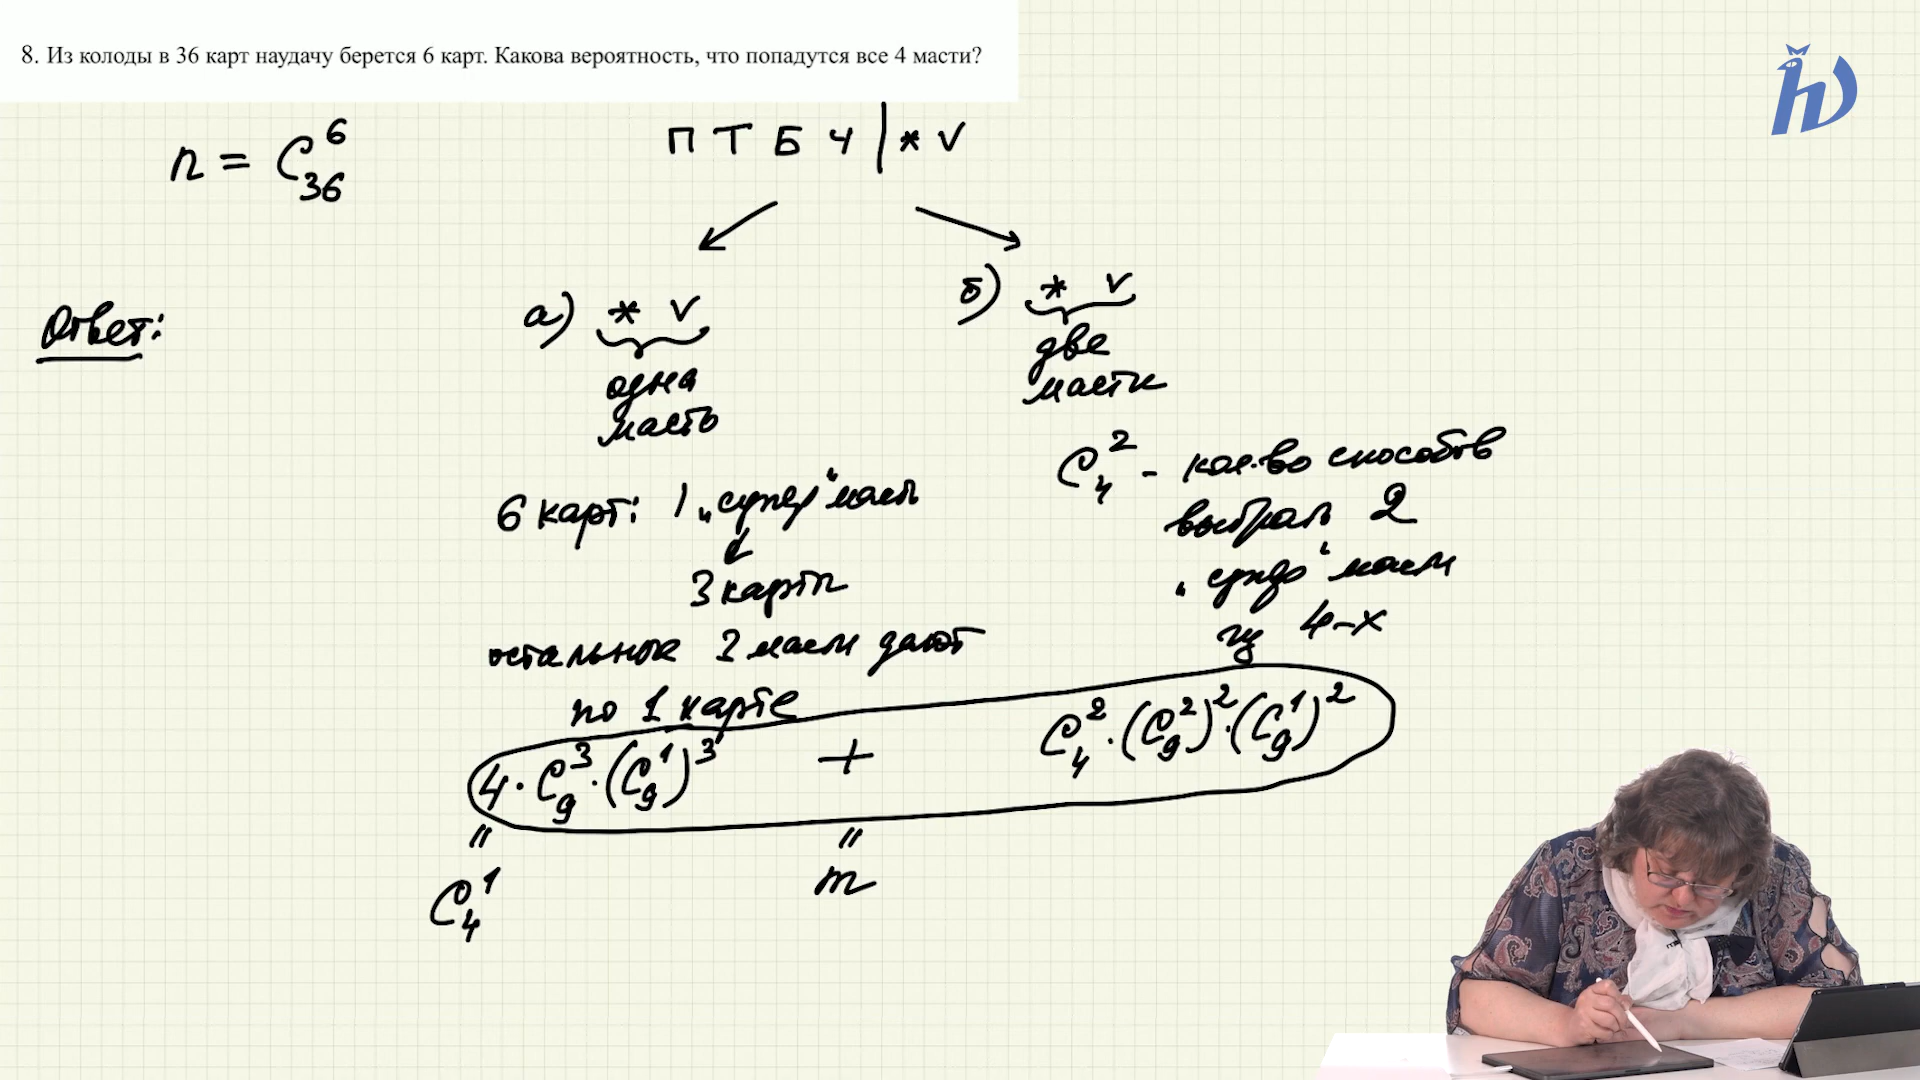 8. Из колоды в 36 карт наудачу берется 6 карт. Какова вероятность, что попадутся все 4 масти?
n = C₃₆⁶
П Т Б Ч | * V
Ответ:
а) * V
одна
масть
б) * V
две
масти
6 карт: 1 „супер" масть
3 карты
остальные 3 масти дают
по 1 карте
C₄² - кол-во способов
выбрать 2
„супер" масти
из 4-х
4 · C₉³ · (C₉¹)³ + C₄² · (C₉²)² · (C₉¹)²
" "
C₄¹ m